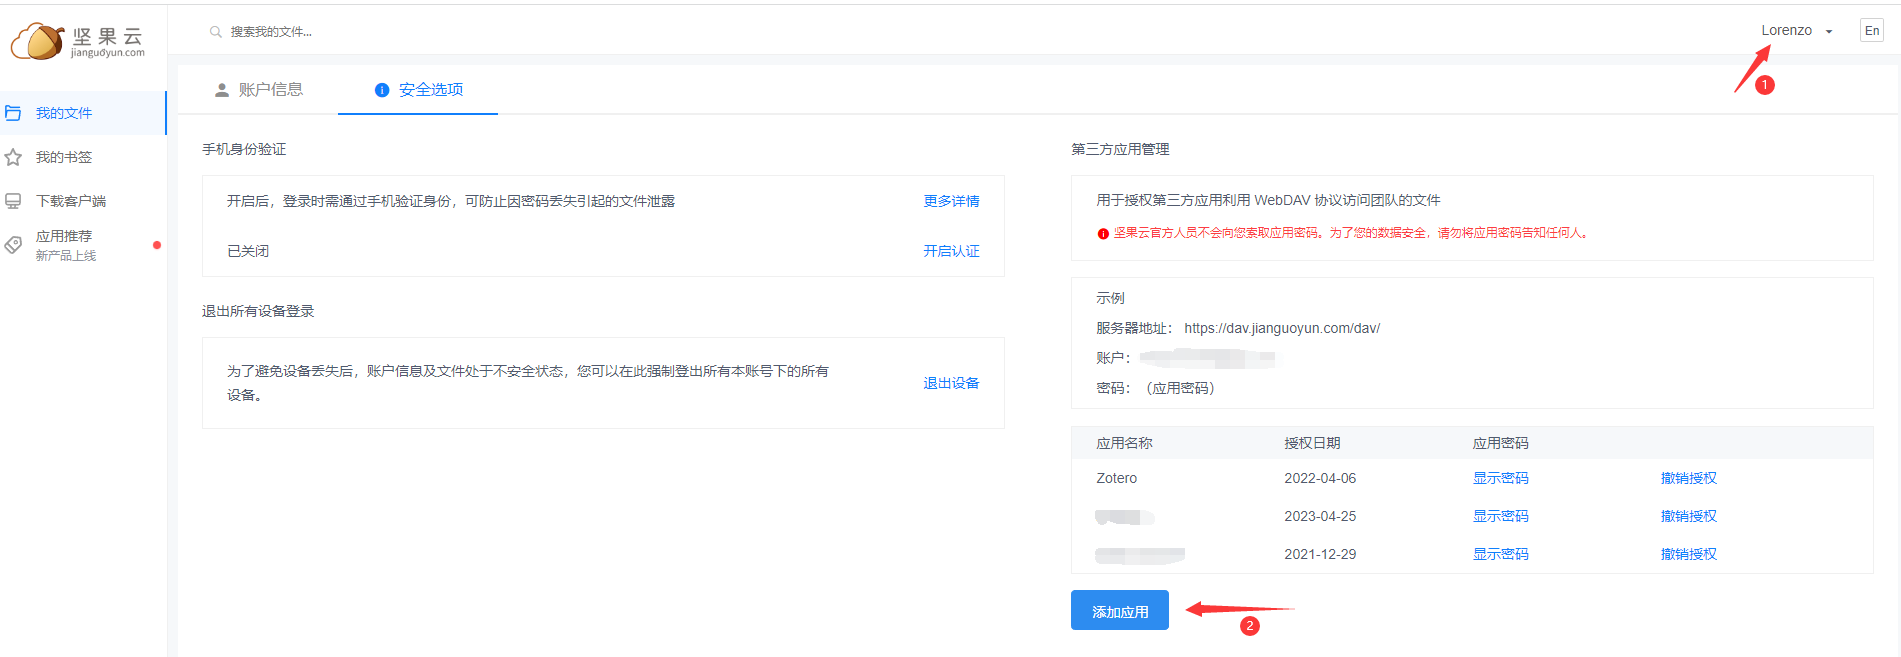 坚果云
jianguoyun.com
搜索我的文件...
Lorenzo
En
1
我的文件
我的书签
下载客户端
应用推荐
新产品上线
账户信息
安全选项
手机身份验证
开启后，登录时需通过手机验证身份，可防止因密码丢失引起的文件泄露
更多详情
已关闭
开启认证
退出所有设备登录
为了避免设备丢失后，账户信息及文件处于不安全状态，您可以在此强制登出所有本账号下的所有
设备。
退出设备
第三方应用管理
用于授权第三方应用利用 WebDAV 协议访问团队的文件
坚果云官方人员不会向您索取应用密码。为了您的数据安全，请勿将应用密码告知任何人。
示例
服务器地址： https://dav.jianguoyun.com/dav/
账户：
密码：（应用密码）
应用名称 授权日期 应用密码
Zotero 2022-04-06 显示密码 撤销授权
2023-04-25 显示密码 撤销授权
2021-12-29 显示密码 撤销授权
添加应用
2